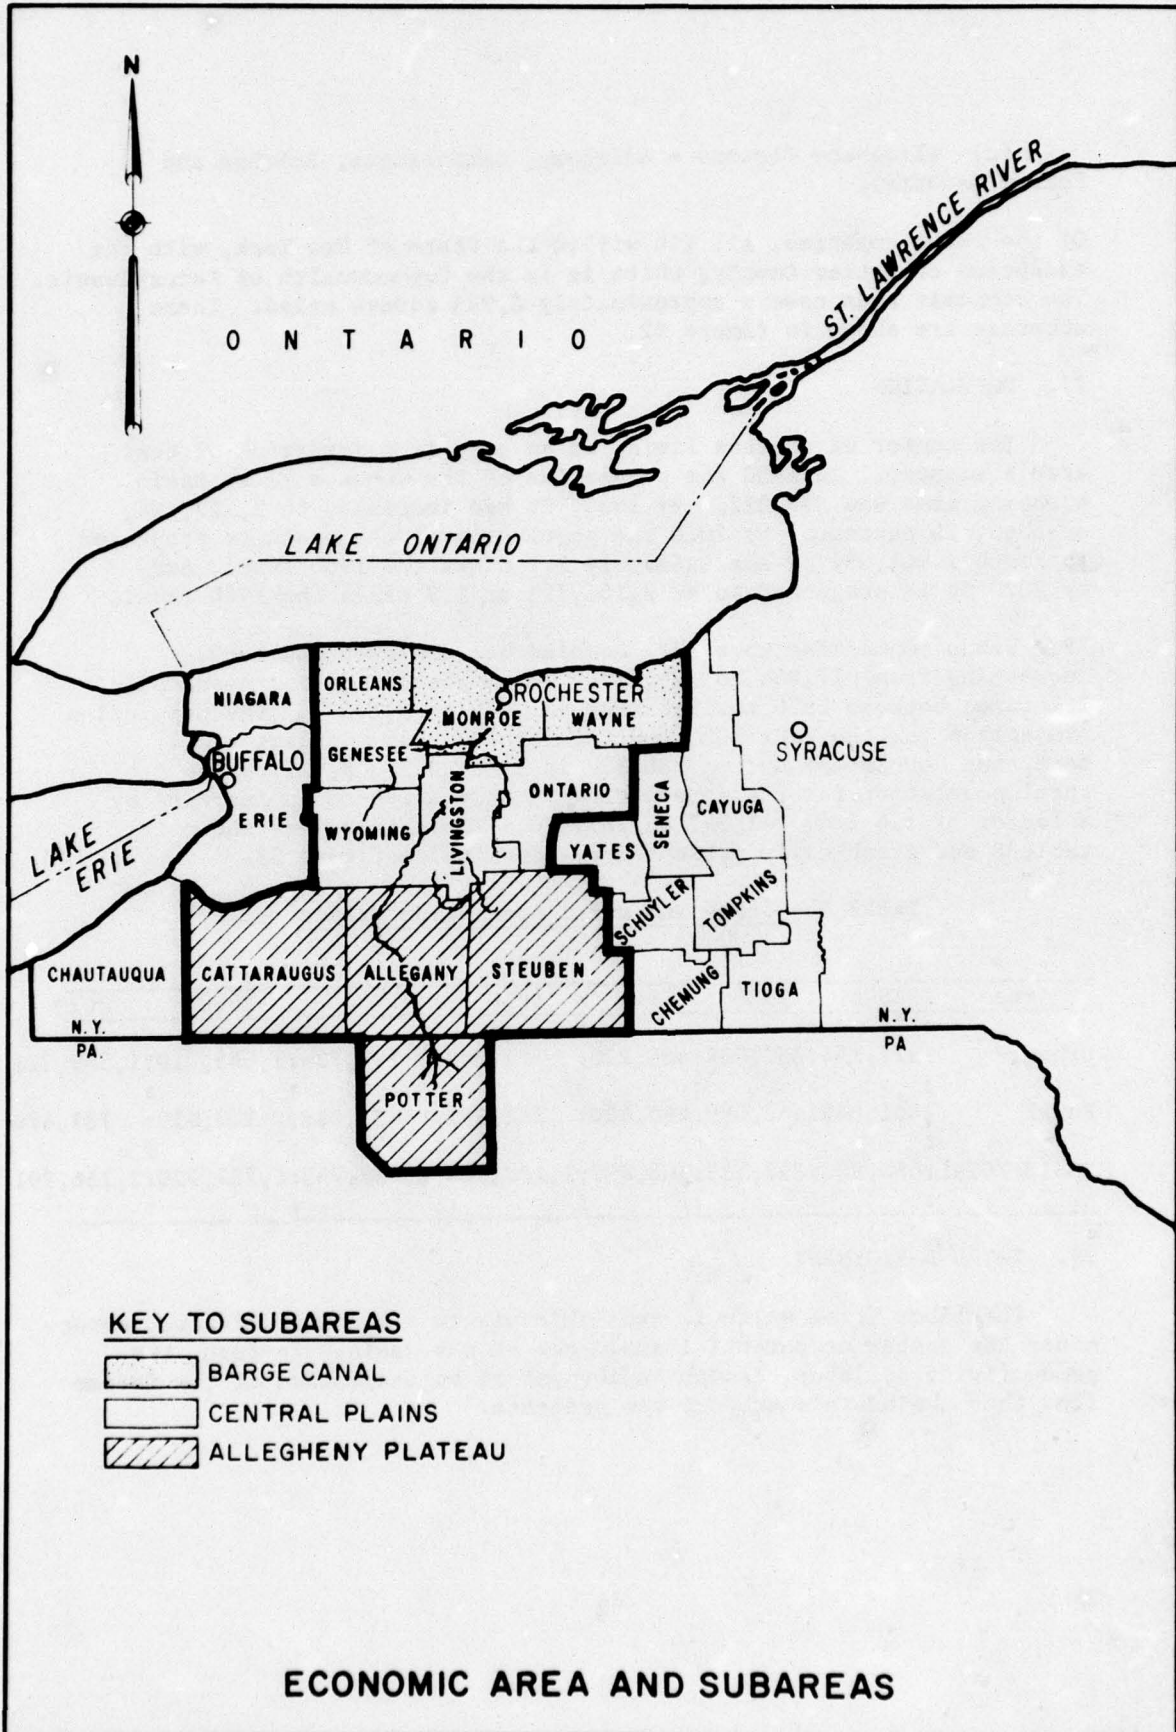 N
ONTARIO
ST. LAWRENCE RIVER
LAKE ONTARIO
NIAGARA
ORLEANS
ROCHESTER
MONROE
WAYNE
BUFFALO
GENESEE
SYRACUSE
ERIE
WYOMING
LIVINGSTON
ONTARIO
SENECA
CAYUGA
LAKE
ERIE
YATES
SCHUYLER
TOMPKINS
CHAUTAUQUA
CATTARAUGUS
ALLEGANY
STEUBEN
CHEMUNG
TIOGA
N.Y.
PA.
N.Y.
PA
POTTER
KEY TO SUBAREAS
BARGE CANAL
CENTRAL PLAINS
ALLEGHENY PLATEAU
ECONOMIC AREA AND SUBAREAS